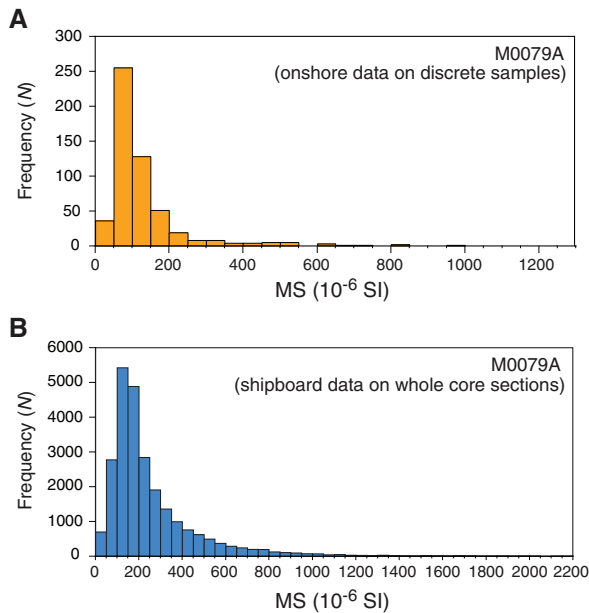 A
M0079A
(onshore data on discrete samples)
Frequency (N)
300
250
200
150
100
50
0
0 200 400 600 800 1000 1200
MS (10⁻⁶ SI)
B
M0079A
(shipboard data on whole core sections)
Frequency (N)
6000
5000
4000
3000
2000
1000
0
0 200 400 600 800 1000 1200 1400 1600 1800 2000 2200
MS (10⁻⁶ SI)